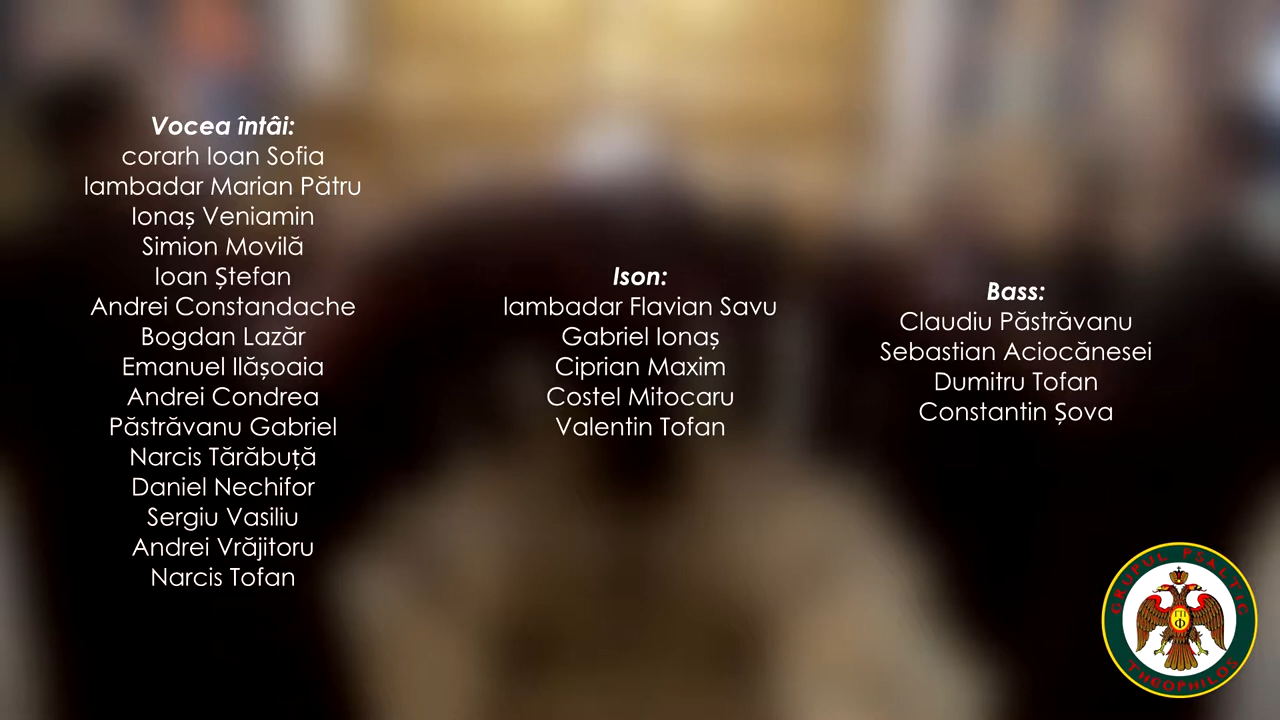 Vocea întâi:
corarh Ioan Sofia
lambadar Marian Pătru
Ionaș Veniamin
Simion Movilă
Ioan Ștefan
Andrei Constandache
Bogdan Lazăr
Emanuel Ilășoaia
Andrei Condrea
Păstrăvanu Gabriel
Narcis Tărăbuță
Daniel Nechifor
Sergiu Vasiliu
Andrei Vrăjitoru
Narcis Tofan
Ison:
lambadar Flavian Savu
Gabriel Ionaș
Ciprian Maxim
Costel Mitocaru
Valentin Tofan
Bass:
Claudiu Păstrăvanu
Sebastian Aciocănesei
Dumitru Tofan
Constantin Șova
GRUPUL PSALTIC
THEOPHILOS